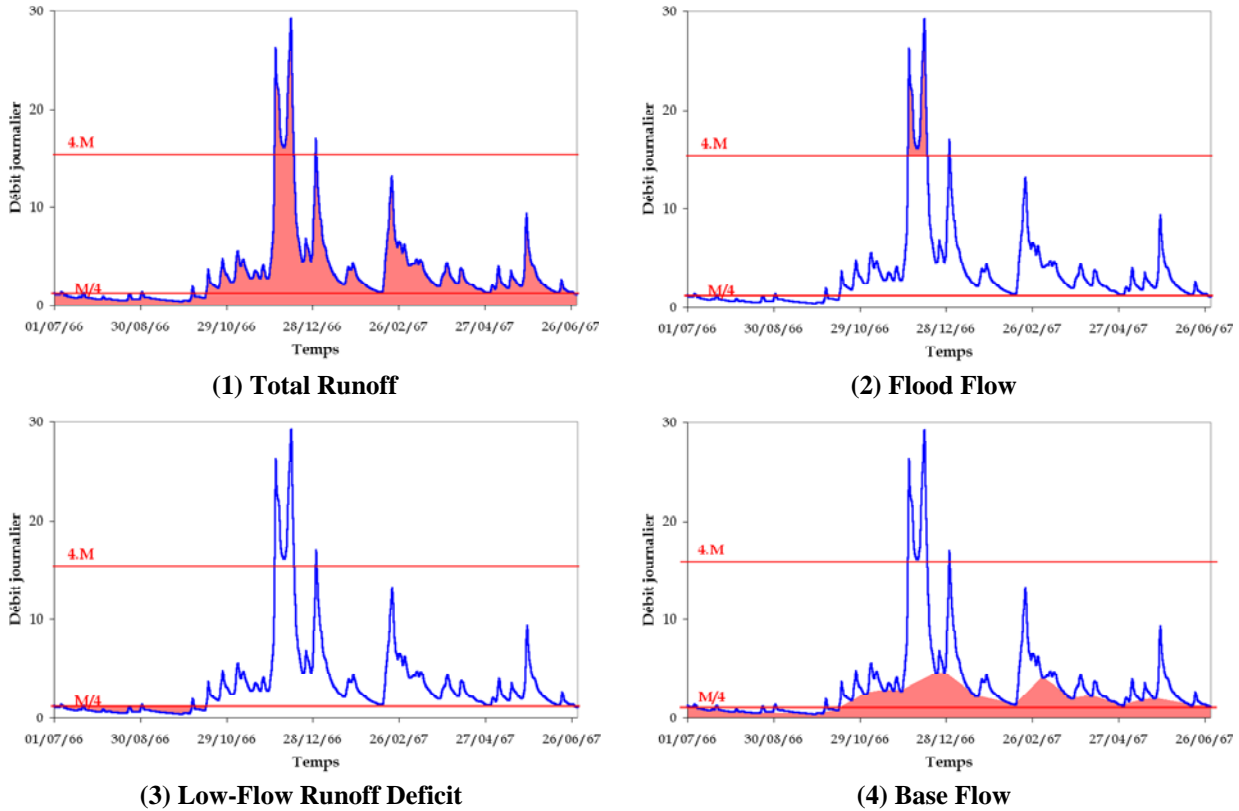 30
20
10
0
Débit journalier
4.M
M/4
01/07/66 30/08/66 29/10/66 28/12/66 26/02/67 27/04/67 26/06/67
Temps
(1) Total Runoff
30
20
10
0
Débit journalier
4.M
M/4
01/07/66 30/08/66 29/10/66 28/12/66 26/02/67 27/04/67 26/06/67
Temps
(2) Flood Flow
30
20
10
0
Débit journalier
4.M
M/4
01/07/66 30/08/66 29/10/66 28/12/66 26/02/67 27/04/67 26/06/67
Temps
(3) Low-Flow Runoff Deficit
30
20
10
0
Débit journalier
4.M
M/4
01/07/66 30/08/66 29/10/66 28/12/66 26/02/67 27/04/67 26/06/67
Temps
(4) Base Flow